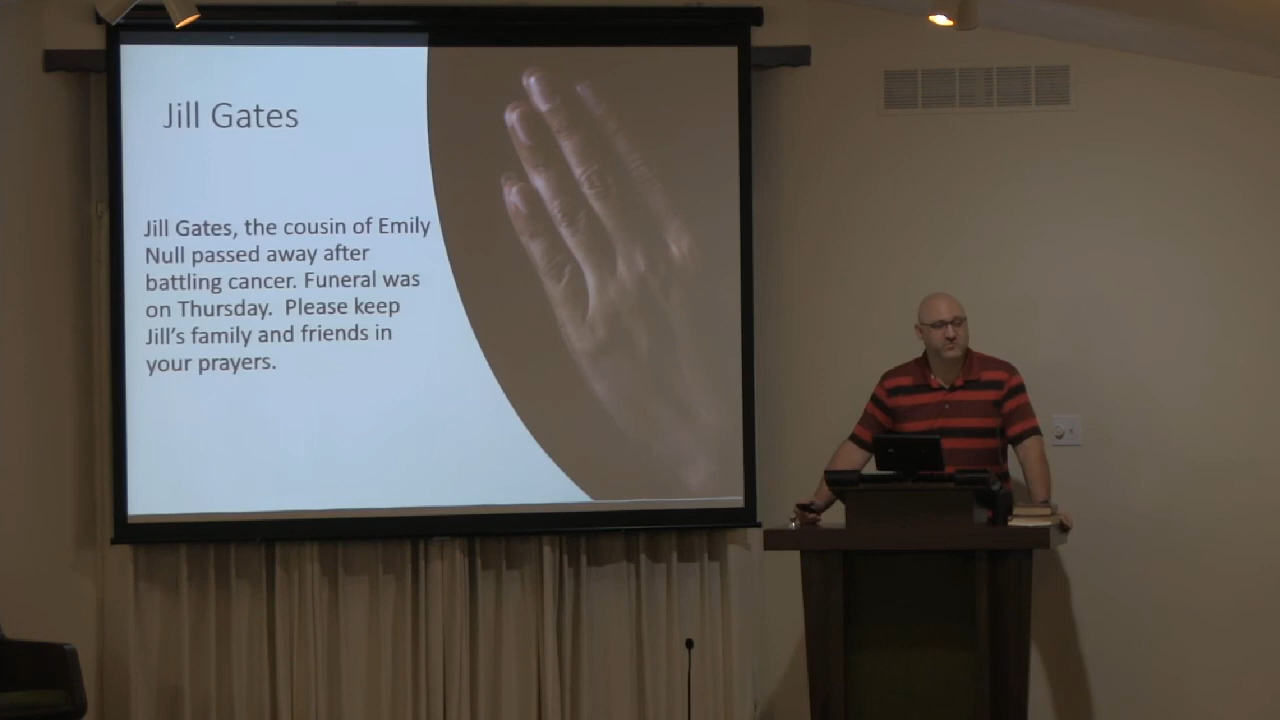 Jill Gates
Jill Gates, the cousin of Emily
Null passed away after
battling cancer. Funeral was
on Thursday.  Please keep
Jill’s family and friends in
your prayers.